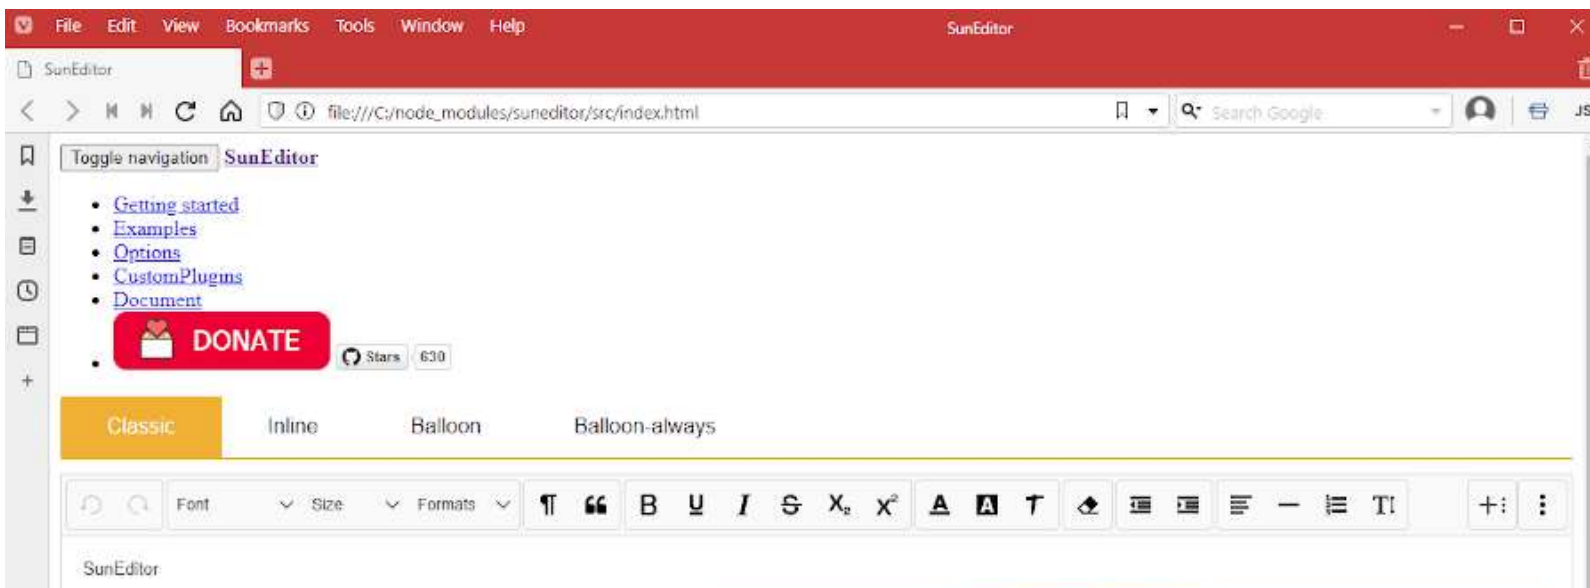 File Edit View Bookmarks Tools Window Help SunEditor
SunEditor
file:///C:/node_modules/suneditor/src/index.html Search Google JS
Toggle navigation SunEditor
Getting started
Examples
Options
CustomPlugins
Document
DONATE Stars 630
Classic Inline Balloon Balloon-always
Font Size Formats
SunEditor